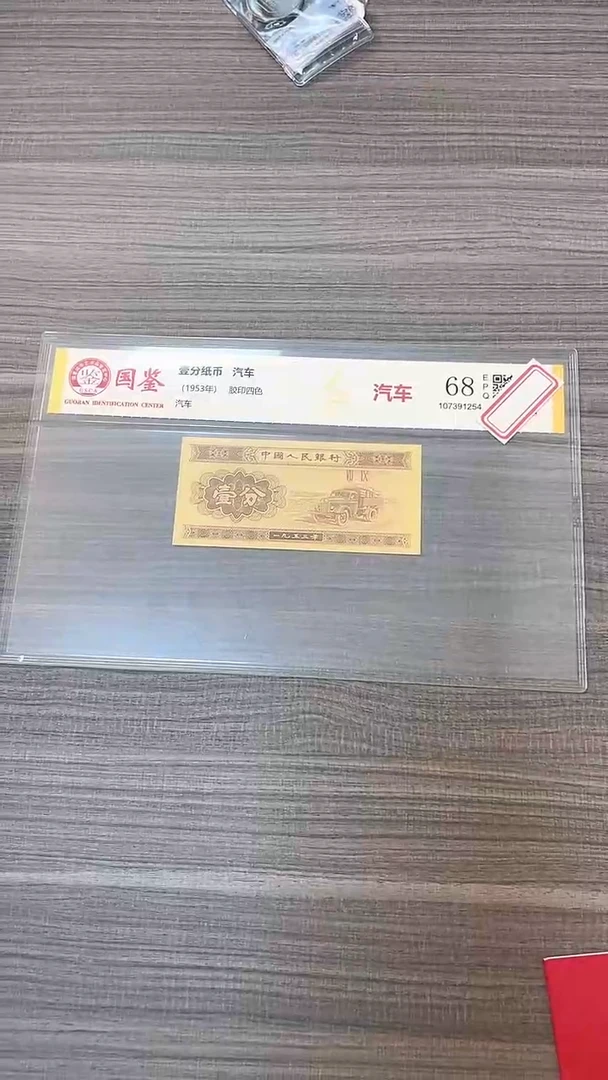 国鉴
GUOJIAN IDENTIFICATION CENTER
壹分纸币 汽车
(1953年) 胶印四色
汽车
汽车
68
EPQ
107391254
中國人民銀行
壹分
一九五三年